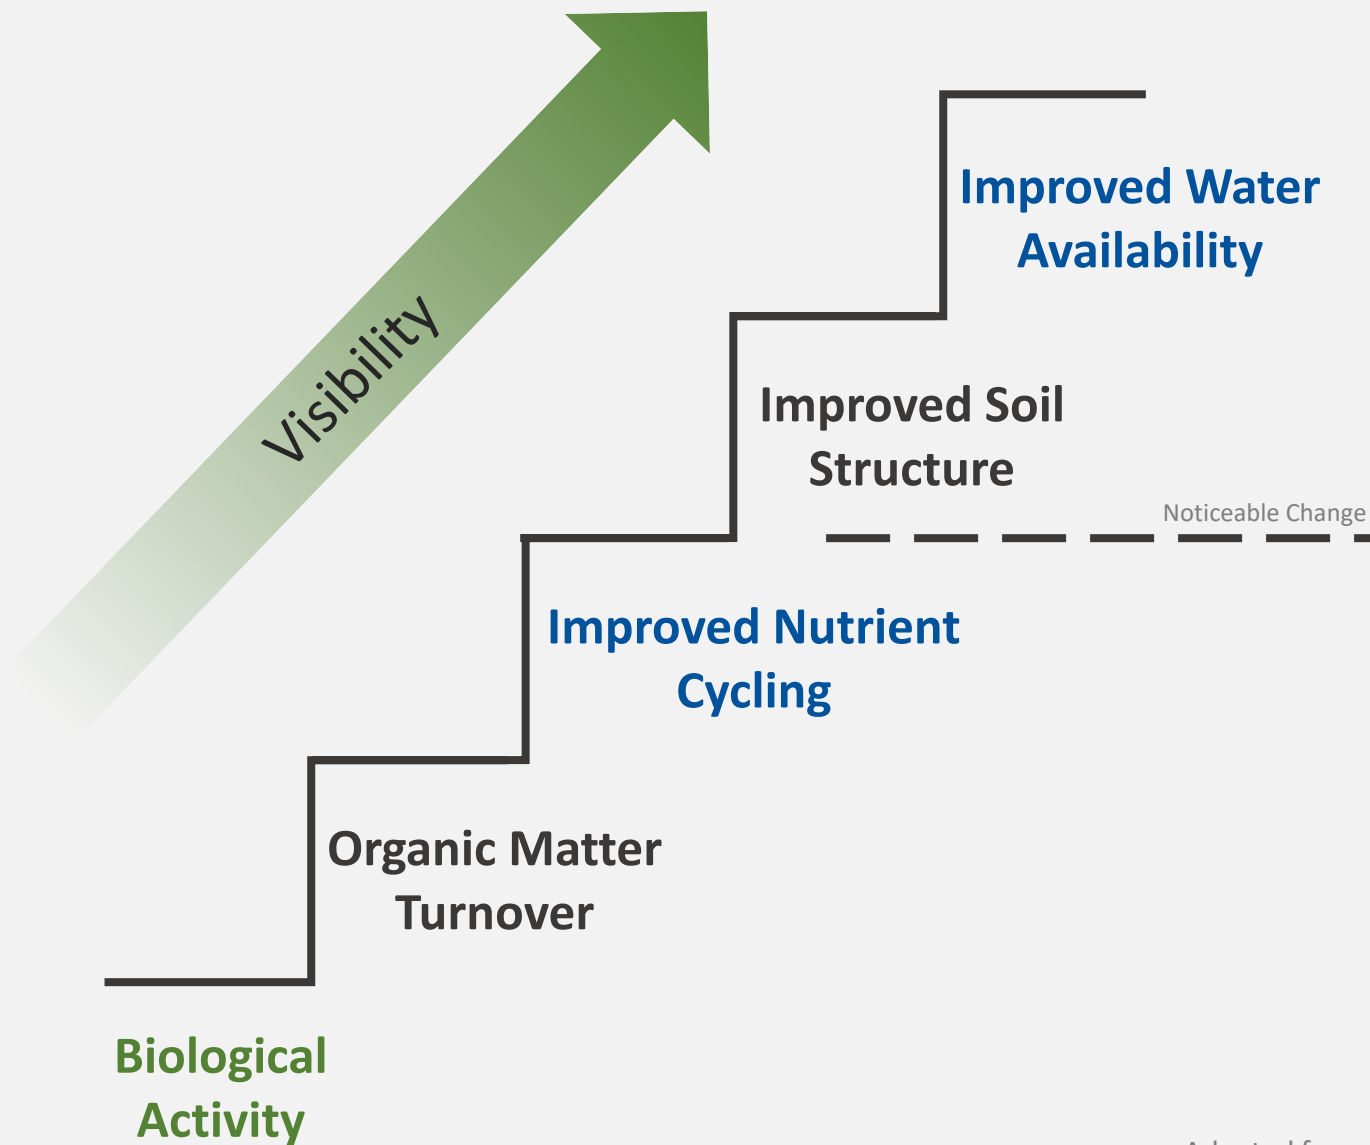 Visibility
Improved Water
Availability
Improved Soil
Structure
Noticeable Change
Improved Nutrient
Cycling
Organic Matter
Turnover
Biological
Activity